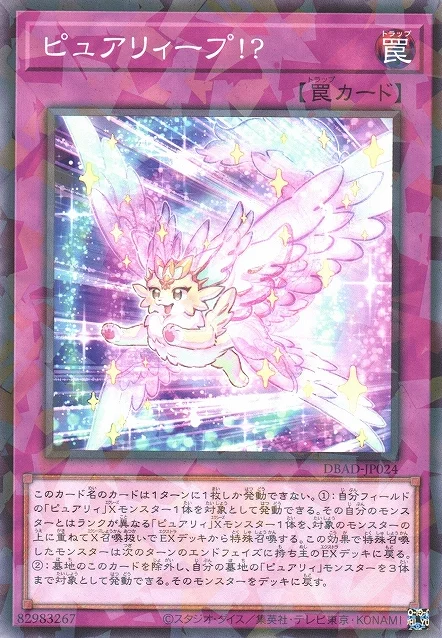 ピュアリィープ!?
トラップ
罠
トラップ
【罠カード】
DBAD-JP024
このカード名のカードは1ターンに1枚しか発動できない。①：自分フィールド
の「ピュアリィ」Xモンスター1体を対象として発動できる。その自分のモンス
ターとはランクが異なる「ピュアリィ」Xモンスター1体を、対象のモンスターの
上に重ねてX召喚扱いでEXデッキから特殊召喚する。この効果で特殊召喚
したモンスターは次のターンのエンドフェイズに持ち主のEXデッキに戻る。
②：墓地のこのカードを除外し、自分の墓地の「ピュアリィ」モンスターを3体
まで対象として発動できる。そのモンスターをデッキに戻す。
82983267
©スタジオ・ダイス/集英社・テレビ東京・KONAMI